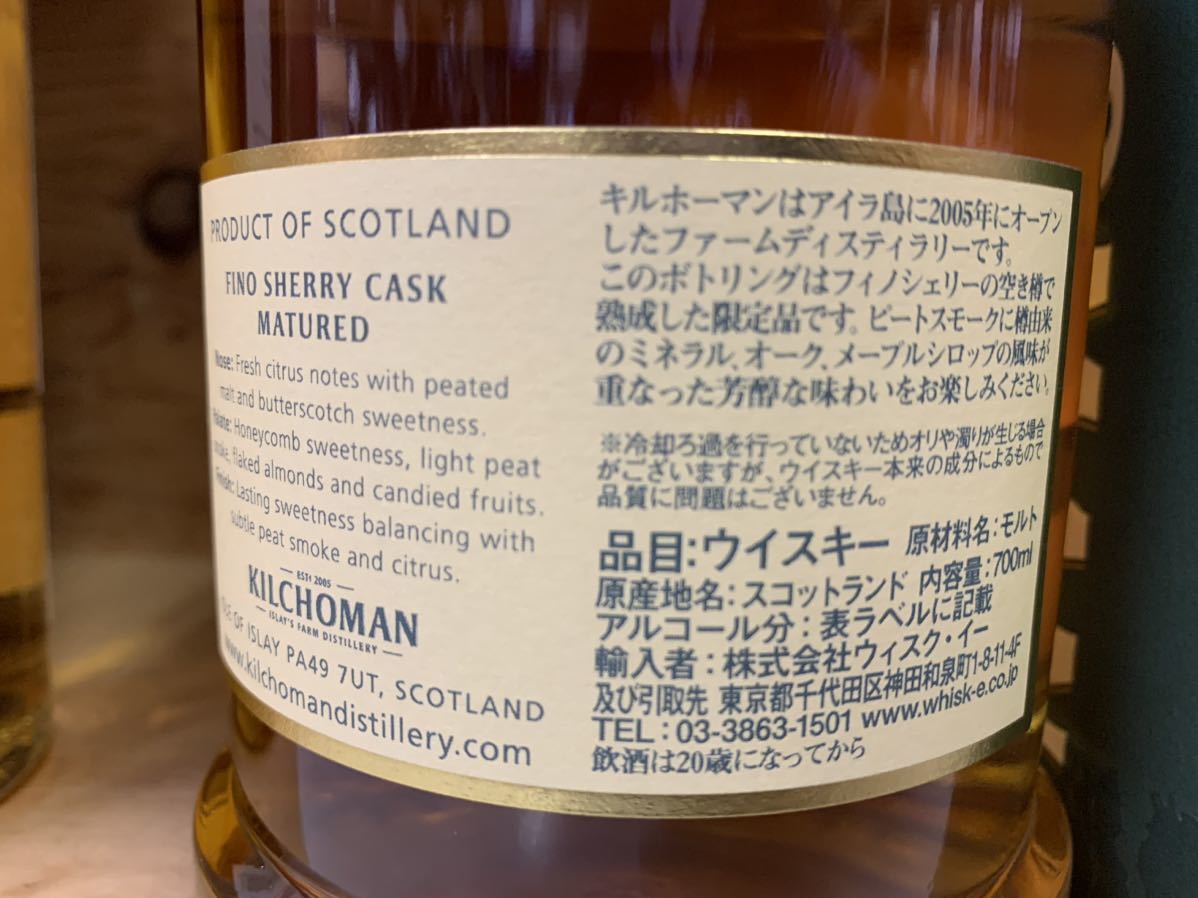 PRODUCT OF SCOTLAND
FINO SHERRY CASK
MATURED
Nose: Fresh citrus notes with peated
malt and butterscotch sweetness.
Palate: Honeycomb sweetness, light peat
smoke, flaked almonds and candied fruits.
Finish: Lasting sweetness balancing with
subtle peat smoke and citrus.
ESTD 2005
KILCHOMAN
ISLAY'S FARM DISTILLERY
ISLE OF ISLAY PA49 7UT, SCOTLAND
www.kilchomandistillery.com
キルホーマンはアイラ島に2005年にオープン
したファームディスティラリーです。
このボトリングはフィノシェリーの空き樽で
熟成した限定品です。ピートスモークに樽由来
のミネラル、オーク、メープルシロップの風味が
重なった芳醇な味わいをお楽しみください。
※冷却ろ過を行っていないためオリや濁りが生じる場合
がございますが、ウイスキー本来の成分によるもので
品質に問題はございません。
品目:ウイスキー 原材料名:モルト
原産地名:スコットランド 内容量:700ml
アルコール分:表ラベルに記載
輸入者:株式会社ウィスク・イー
及び引取先 東京都千代田区神田和泉町1-8-11-4F
TEL:03-3863-1501 www.whisk-e.co.jp
飲酒は20歳になってから